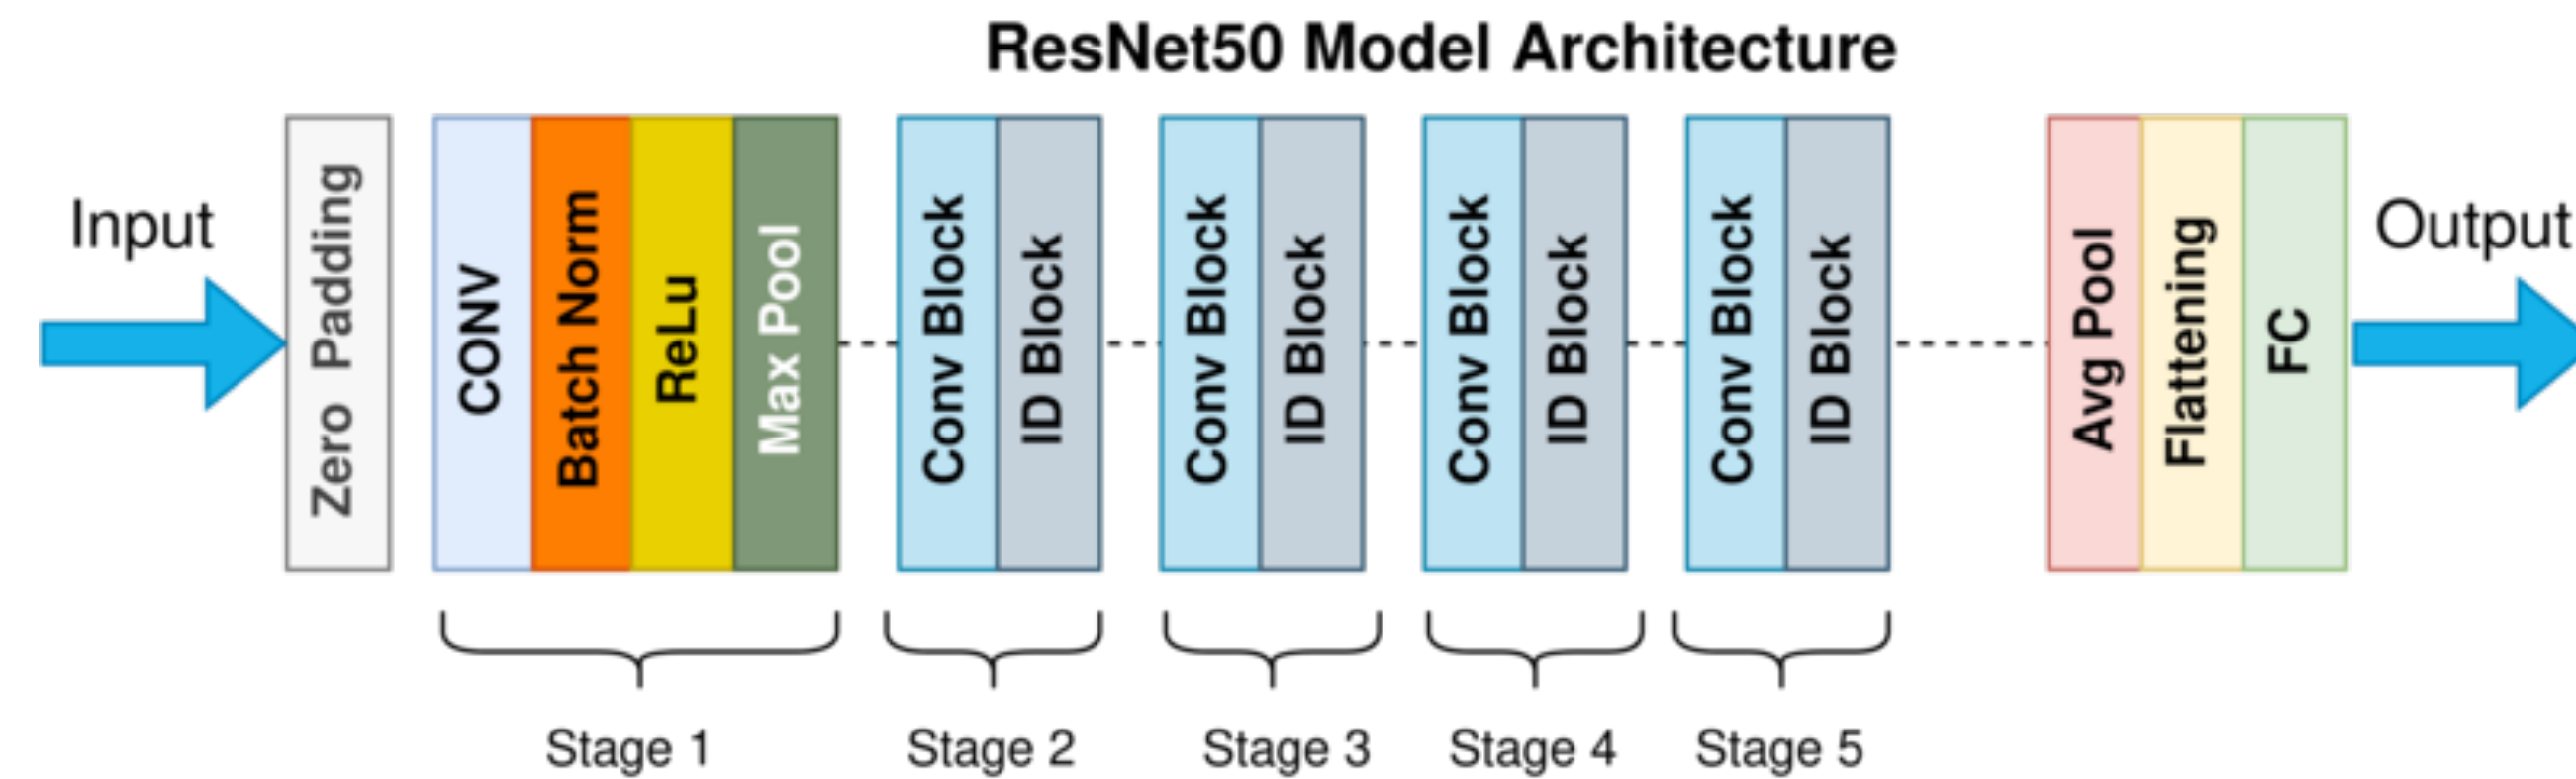 ResNet50 Model Architecture
Input
Zero Padding
CONV
Batch Norm
ReLu
Max Pool
Conv Block
ID Block
Conv Block
ID Block
Conv Block
ID Block
Conv Block
ID Block
Avg Pool
Flattening
FC
Output
Stage 1
Stage 2
Stage 3
Stage 4
Stage 5